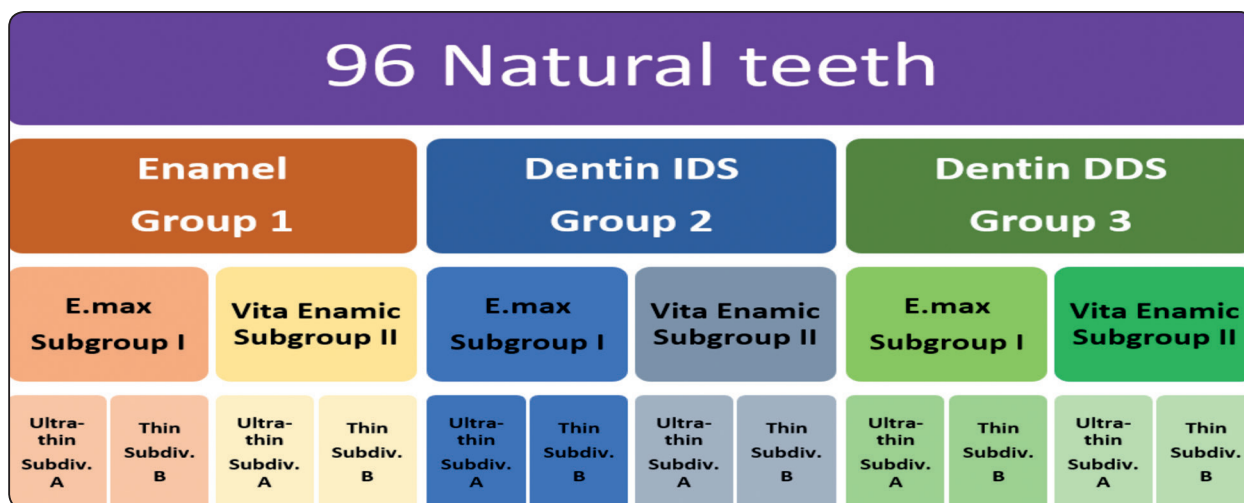 96 Natural teeth
Enamel
Group 1
Dentin IDS
Group 2
Dentin DDS
Group 3
E.max
Subgroup I
Vita Enamic
Subgroup II
E.max
Subgroup I
Vita Enamic
Subgroup II
E.max
Subgroup I
Vita Enamic
Subgroup II
Ultra-
thin
Subdiv.
A
Thin
Subdiv.
B
Ultra-
thin
Subdiv.
A
Thin
Subdiv.
B
Ultra-
thin
Subdiv.
A
Thin
Subdiv.
B
Ultra-
thin
Subdiv.
A
Thin
Subdiv.
B
Ultra-
thin
Subdiv.
A
Thin
Subdiv.
B
Ultra-
thin
Subdiv.
A
Thin
Subdiv.
B